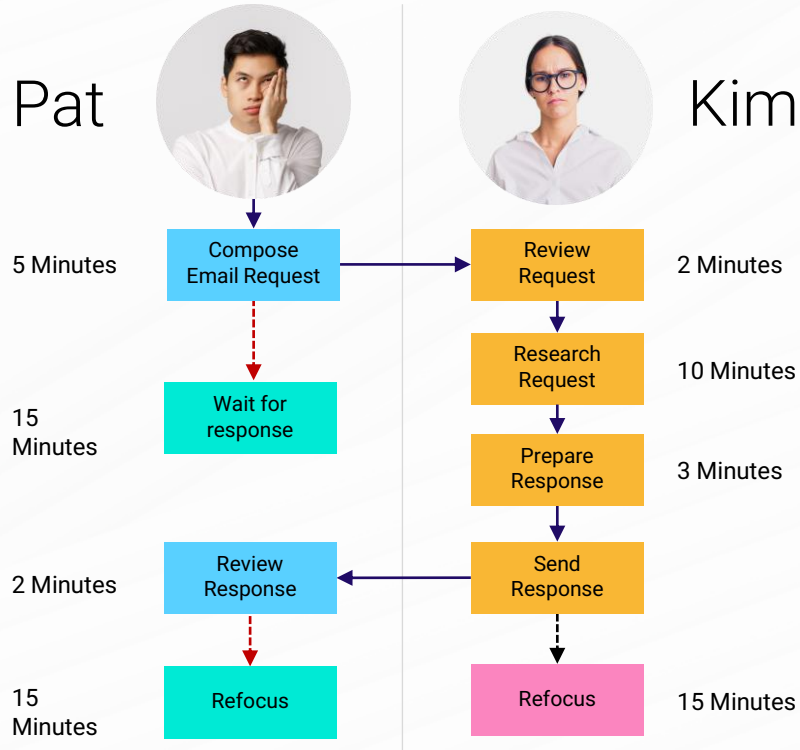 Pat
Kim
5 Minutes
Compose
Email Request
Review
Request
2 Minutes
Research
Request
10 Minutes
15
Minutes
Wait for
response
Prepare
Response
3 Minutes
2 Minutes
Review
Response
Send
Response
15
Minutes
Refocus
Refocus
15 Minutes